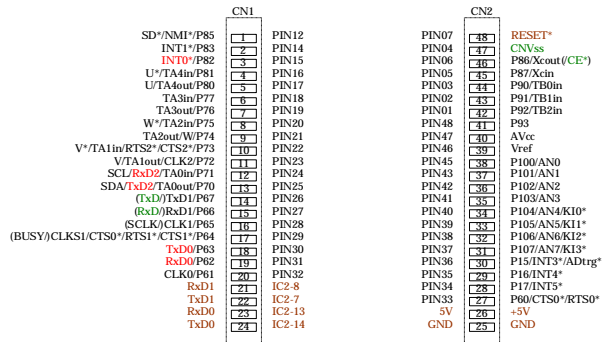 CN1 CN2
SD*/NMI*/P85 1 PIN12 PIN07 48 RESET*
INT1*/P83 2 PIN14 PIN04 47 CNVss
INT0*/P82 3 PIN15 PIN06 46 P86/Xcout(/CE*)
U*/TA4in/P81 4 PIN16 PIN05 45 P87/Xcin
U/TA4out/P80 5 PIN17 PIN03 44 P90/TB0in
TA3in/P77 6 PIN18 PIN02 43 P91/TB1in
TA3out/P76 7 PIN19 PIN01 42 P92/TB2in
W*/TA2in/P75 8 PIN20 PIN48 41 P93
TA2out/W/P74 9 PIN21 PIN47 40 AVcc
V*/TA1in/RTS2*/CTS2*/P73 10 PIN22 PIN46 39 Vref
V/TA1out/CLK2/P72 11 PIN23 PIN45 38 P100/AN0
SCL/RxD2/TA0in/P71 12 PIN24 PIN43 37 P101/AN1
SDA/TxD2/TA0out/P70 13 PIN25 PIN42 36 P102/AN2
(TxD/)TxD1/P67 14 PIN26 PIN41 35 P103/AN3
(RxD/)RxD1/P66 15 PIN27 PIN40 34 P104/AN4/KI0*
(SCLK/)CLK1/P65 16 PIN28 PIN39 33 P105/AN5/KI1*
(BUSY/)CLKS1/CTS0*/RTS1*/CTS1*/P64 17 PIN29 PIN38 32 P106/AN6/KI2*
TxD0/P63 18 PIN30 PIN37 31 P107/AN7/KI3*
RxD0/P62 19 PIN31 PIN36 30 P15/INT3*/ADtrg*
CLK0/P61 20 PIN32 PIN35 29 P16/INT4*
RxD1 21 IC2-8 PIN34 28 P17/INT5*
TxD1 22 IC2-7 PIN33 27 P60/CTS0*/RTS0*
RxD0 23 IC2-13 5V 26 +5V
TxD0 24 IC2-14 GND 25 GND